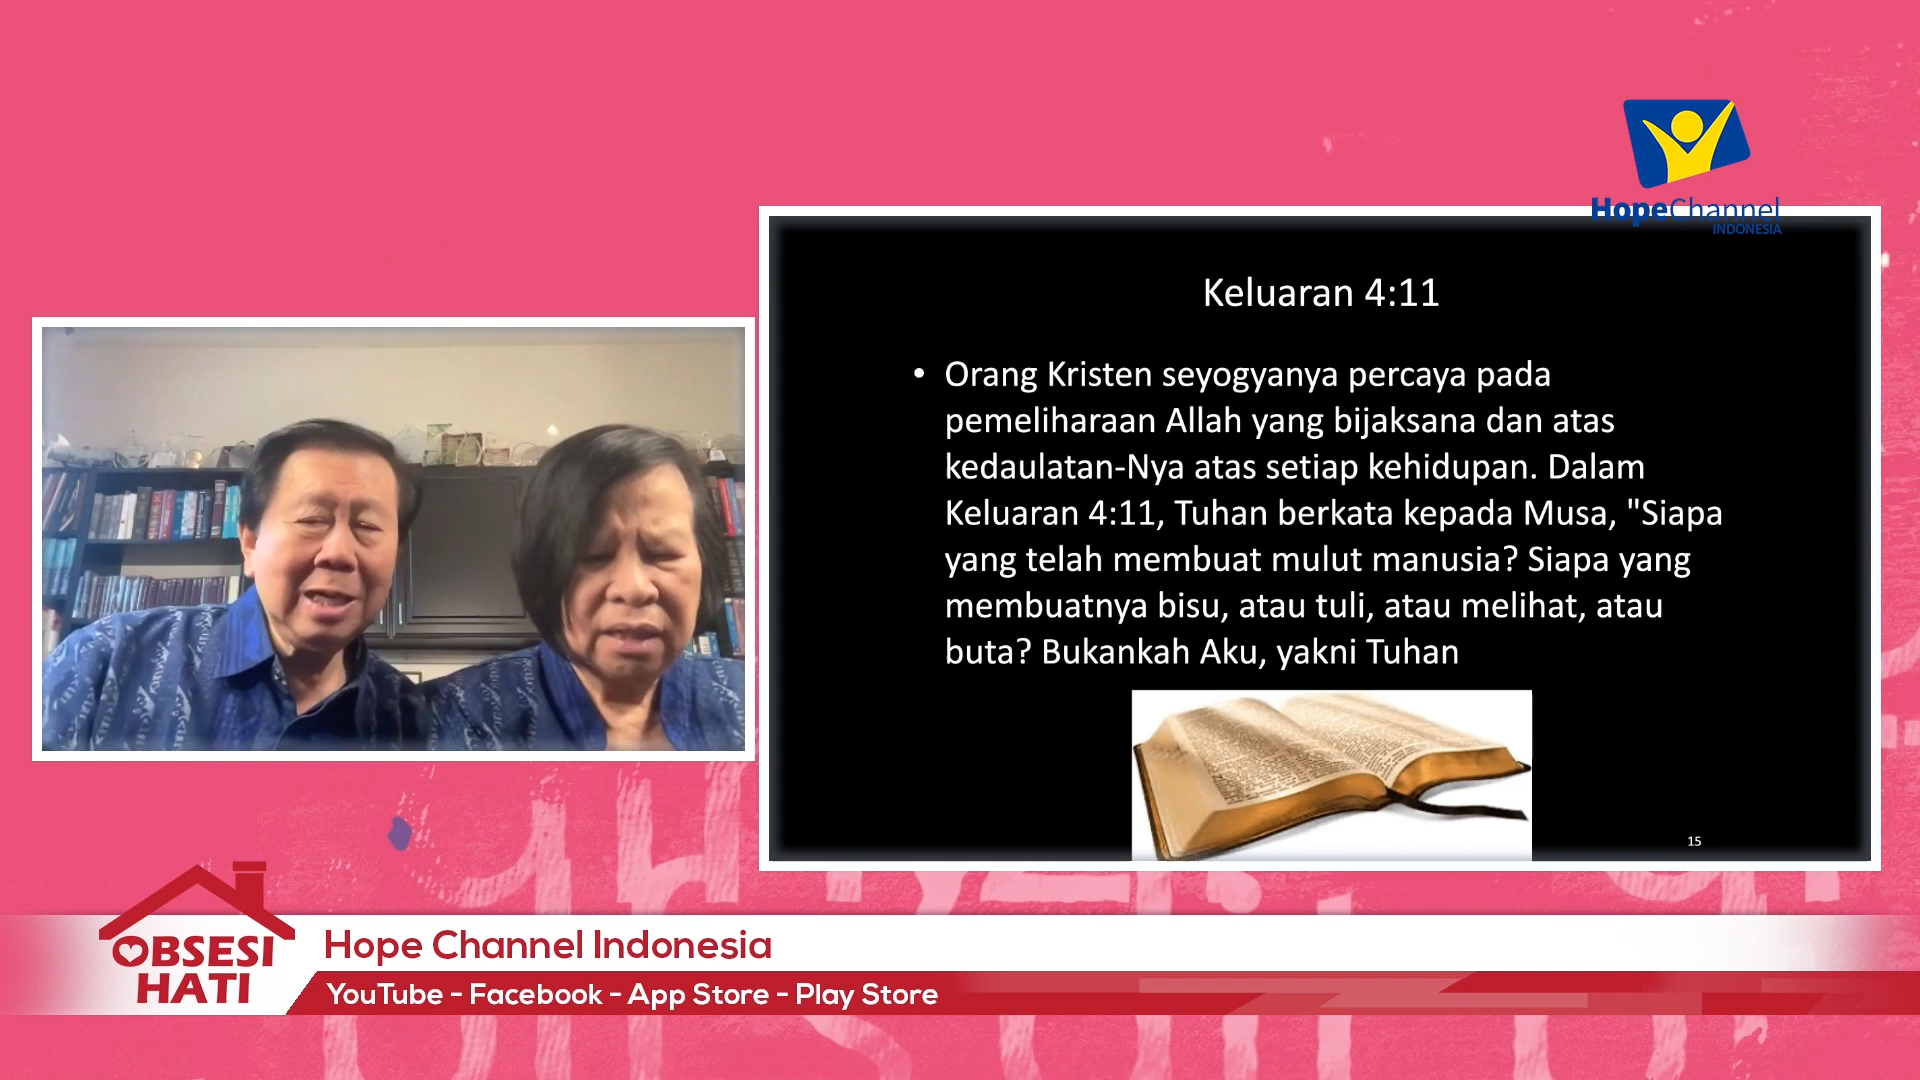 HopeChannel
INDONESIA
Keluaran 4:11
• Orang Kristen seyogyanya percaya pada
pemeliharaan Allah yang bijaksana dan atas
kedaulatan-Nya atas setiap kehidupan. Dalam
Keluaran 4:11, Tuhan berkata kepada Musa, "Siapa
yang telah membuat mulut manusia? Siapa yang
membuatnya bisu, atau tuli, atau melihat, atau
buta? Bukankah Aku, yakni Tuhan
15
OBSESI
HATI
Hope Channel Indonesia
YouTube - Facebook - App Store - Play Store